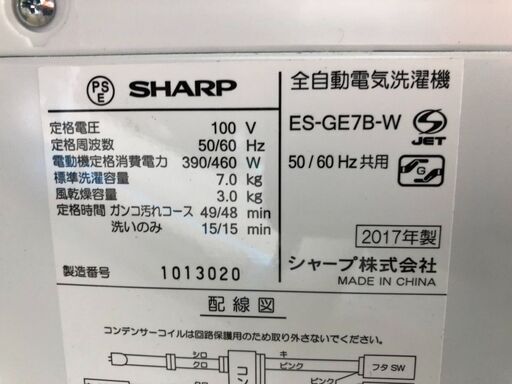 PS
E
SHARP
全自動電気洗濯機
ES-GE7B-W
S
JET
定格電圧 100 V
定格周波数 50/60 Hz
電動機定格消費電力 390/460 W
標準洗濯容量 7.0 kg
風乾燥容量 3.0 kg
定格時間 ガンコ汚れコース 49/48 min
洗いのみ 15/15 min
製造番号 1013020
50/60 Hz 共用
G
2017年製
シャープ株式会社
MADE IN CHINA
配線図
コンデンサーコイルは回路保護用のため取り外さないでください。
シロ
クロ
コン
キ
ピンク
ピンク
フタ SW